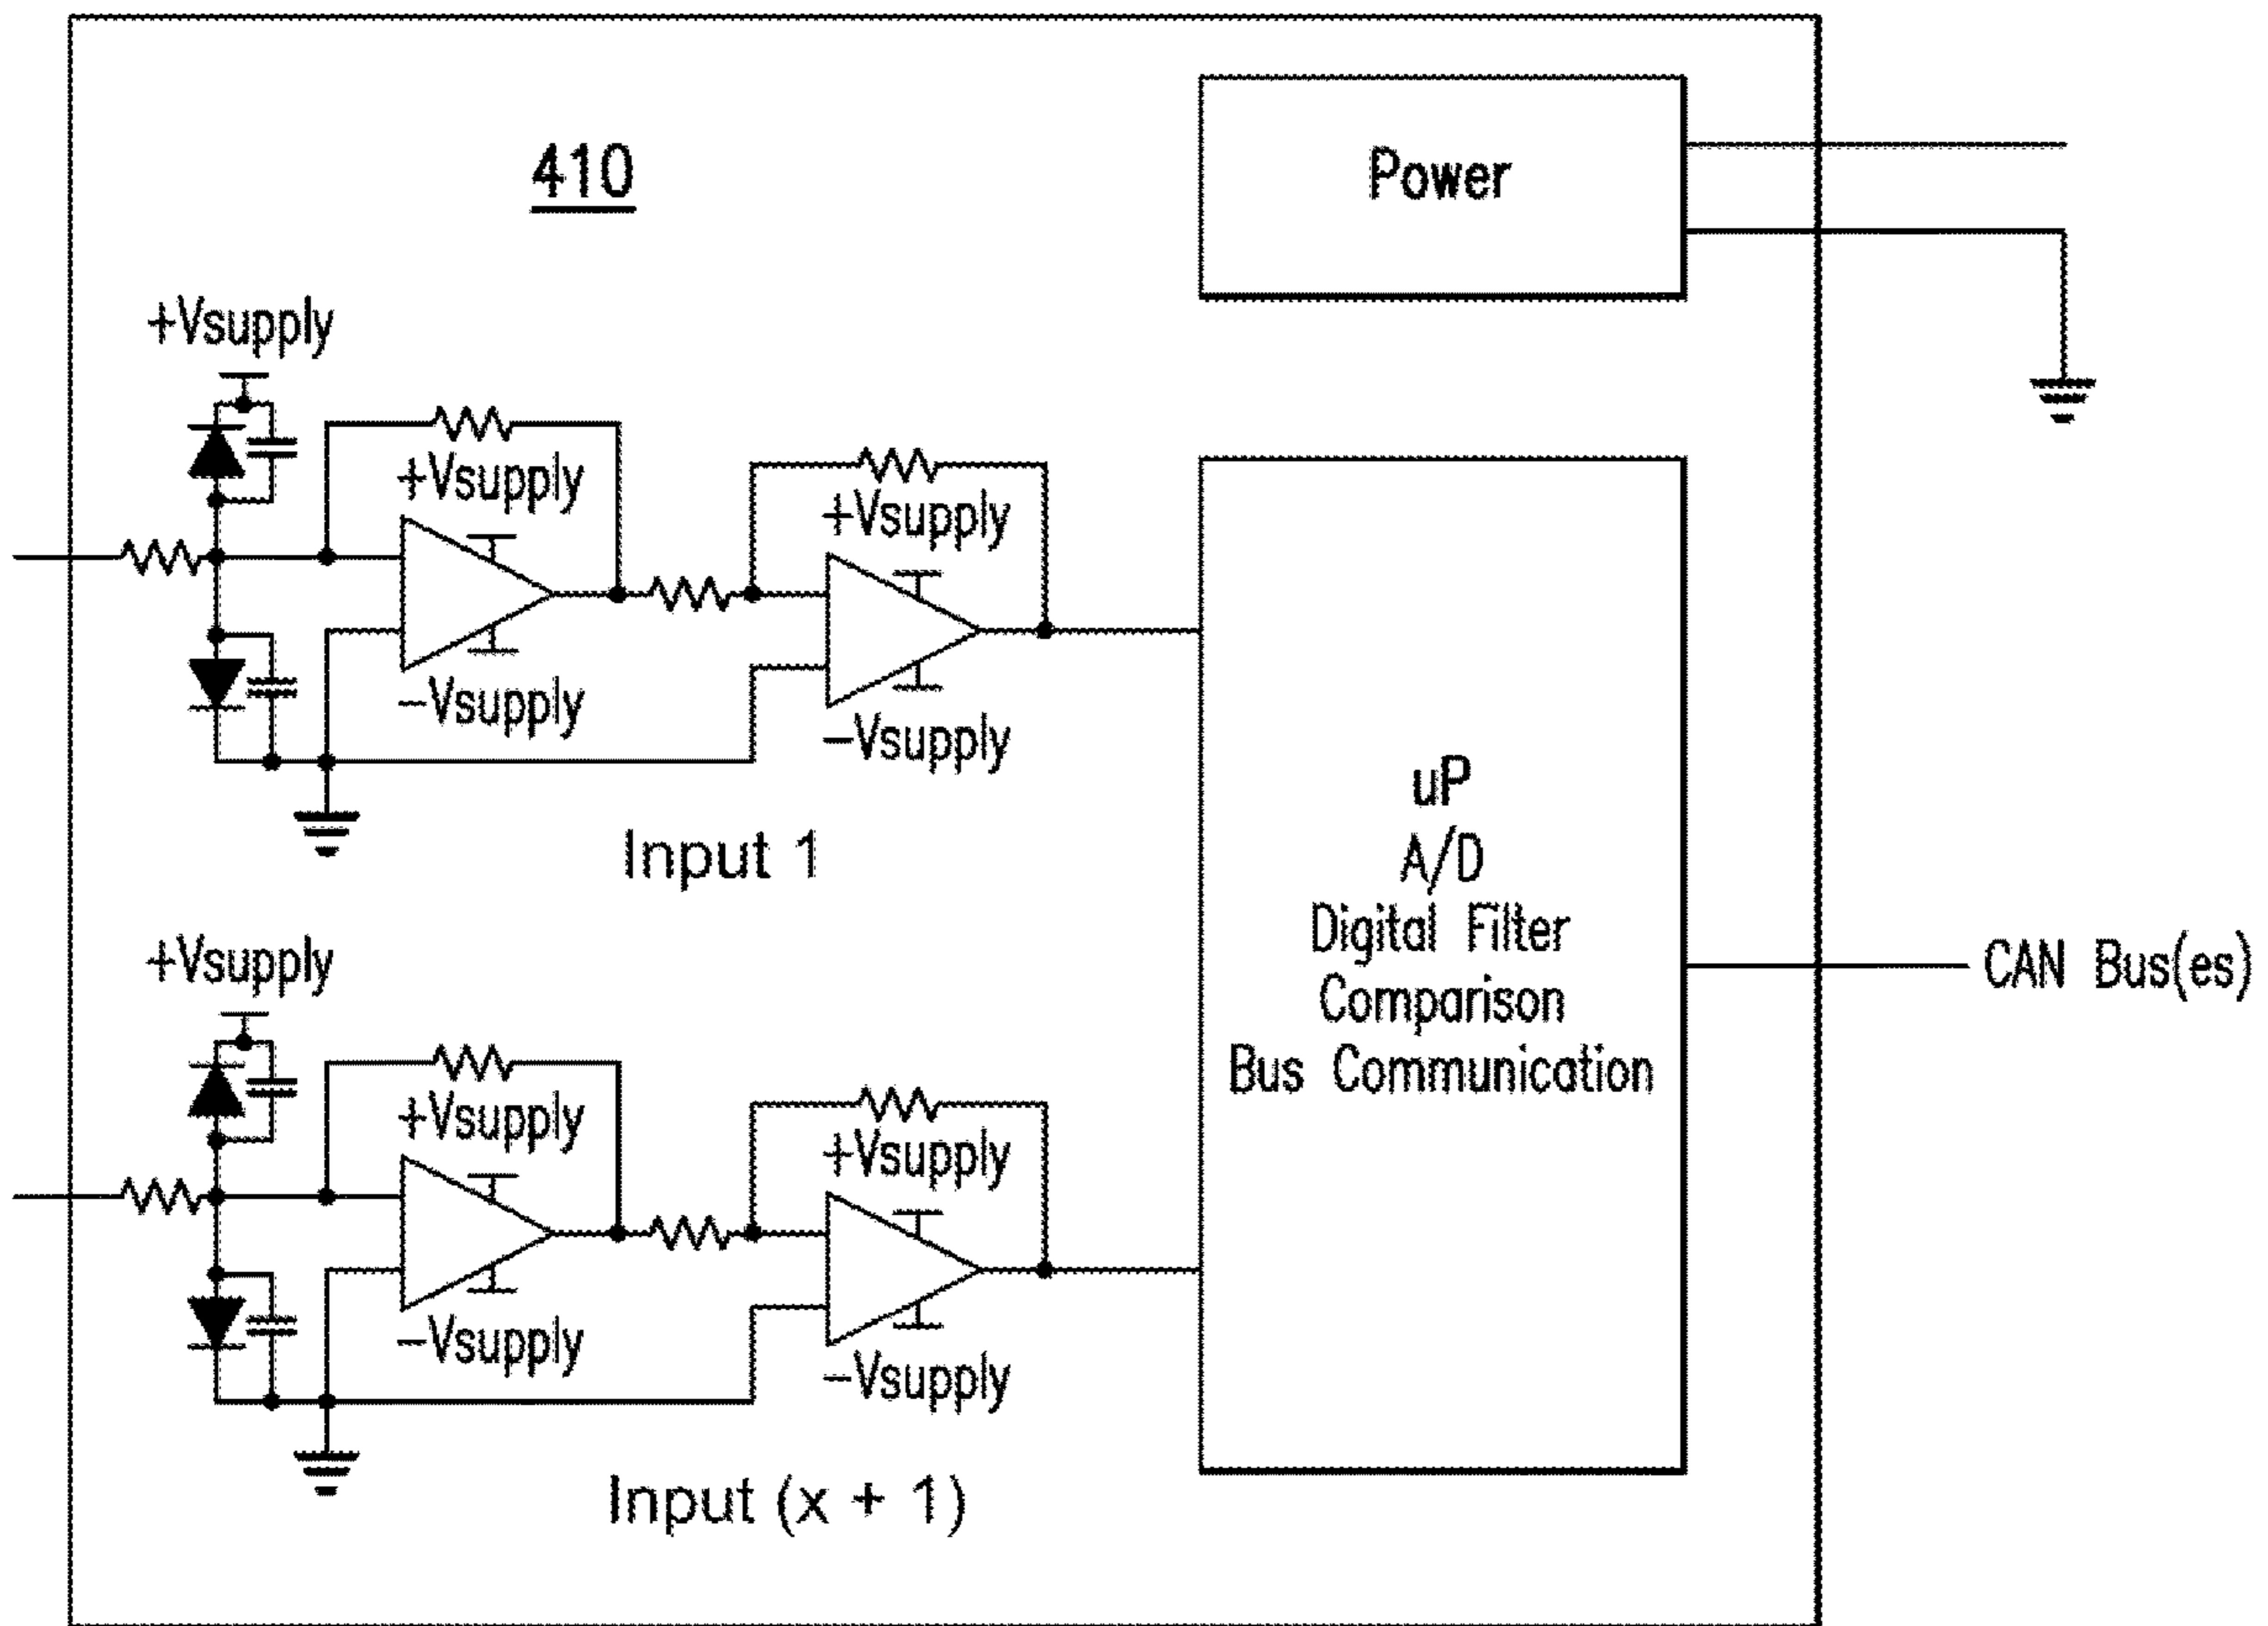 410
Power
+Vsupply
+Vsupply
+Vsupply
−Vsupply
−Vsupply
Input 1
uP
A/D
Digital Filter
Comparison
Bus Communication
CAN Bus(es)
+Vsupply
+Vsupply
+Vsupply
−Vsupply
−Vsupply
Input (x + 1)